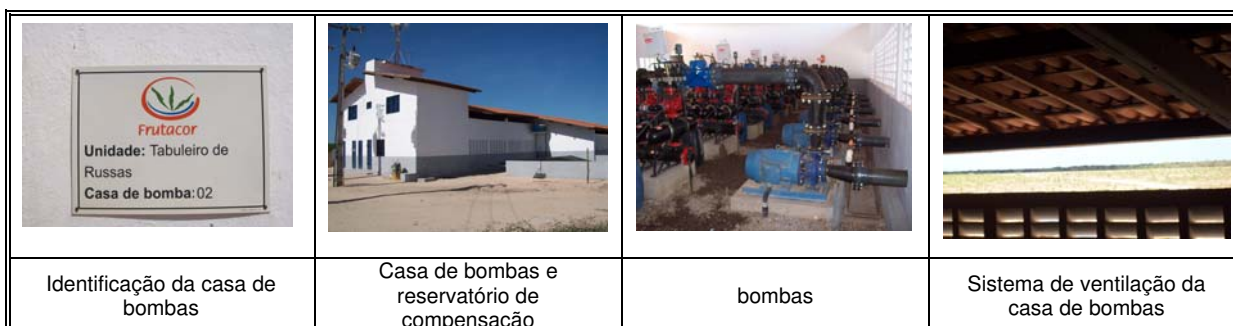 Frutacor
Unidade: Tabuleiro de
Russas
Casa de bomba:02
Identificação da casa de
bombas
Casa de bombas e
reservatório de
compensação
bombas
Sistema de ventilação da
casa de bombas